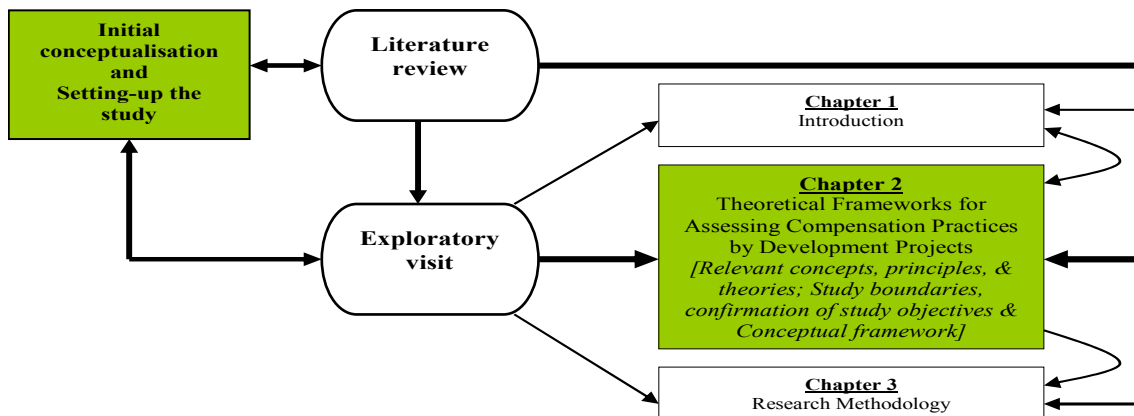 Initial
conceptualisation
and
Setting-up the
study
Literature
review
Exploratory
visit
Chapter 1
Introduction
Chapter 2
Theoretical Frameworks for
Assessing Compensation Practices
by Development Projects
[Relevant concepts, principles, &
theories; Study boundaries,
confirmation of study objectives &
Conceptual framework]
Chapter 3
Research Methodology